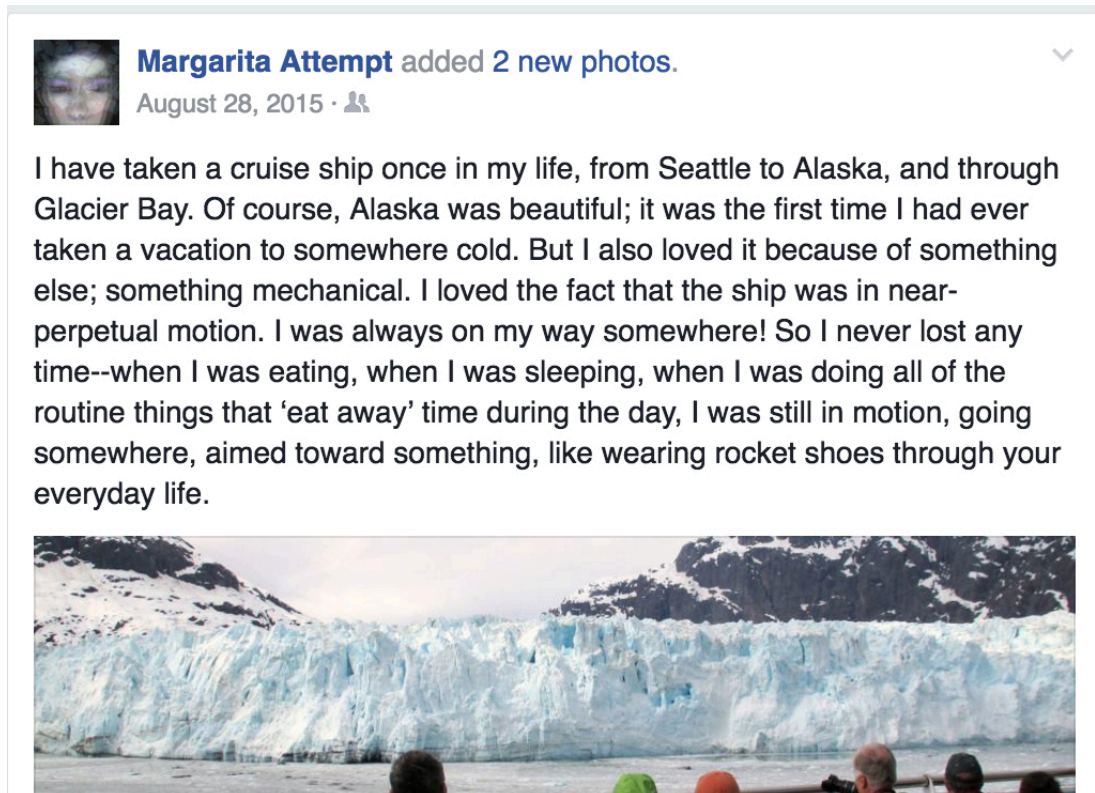 Margarita Attempt added 2 new photos.
August 28, 2015 ·
I have taken a cruise ship once in my life, from Seattle to Alaska, and through
Glacier Bay. Of course, Alaska was beautiful; it was the first time I had ever
taken a vacation to somewhere cold. But I also loved it because of something
else; something mechanical. I loved the fact that the ship was in near-
perpetual motion. I was always on my way somewhere! So I never lost any
time--when I was eating, when I was sleeping, when I was doing all of the
routine things that ‘eat away’ time during the day, I was still in motion, going
somewhere, aimed toward something, like wearing rocket shoes through your
everyday life.